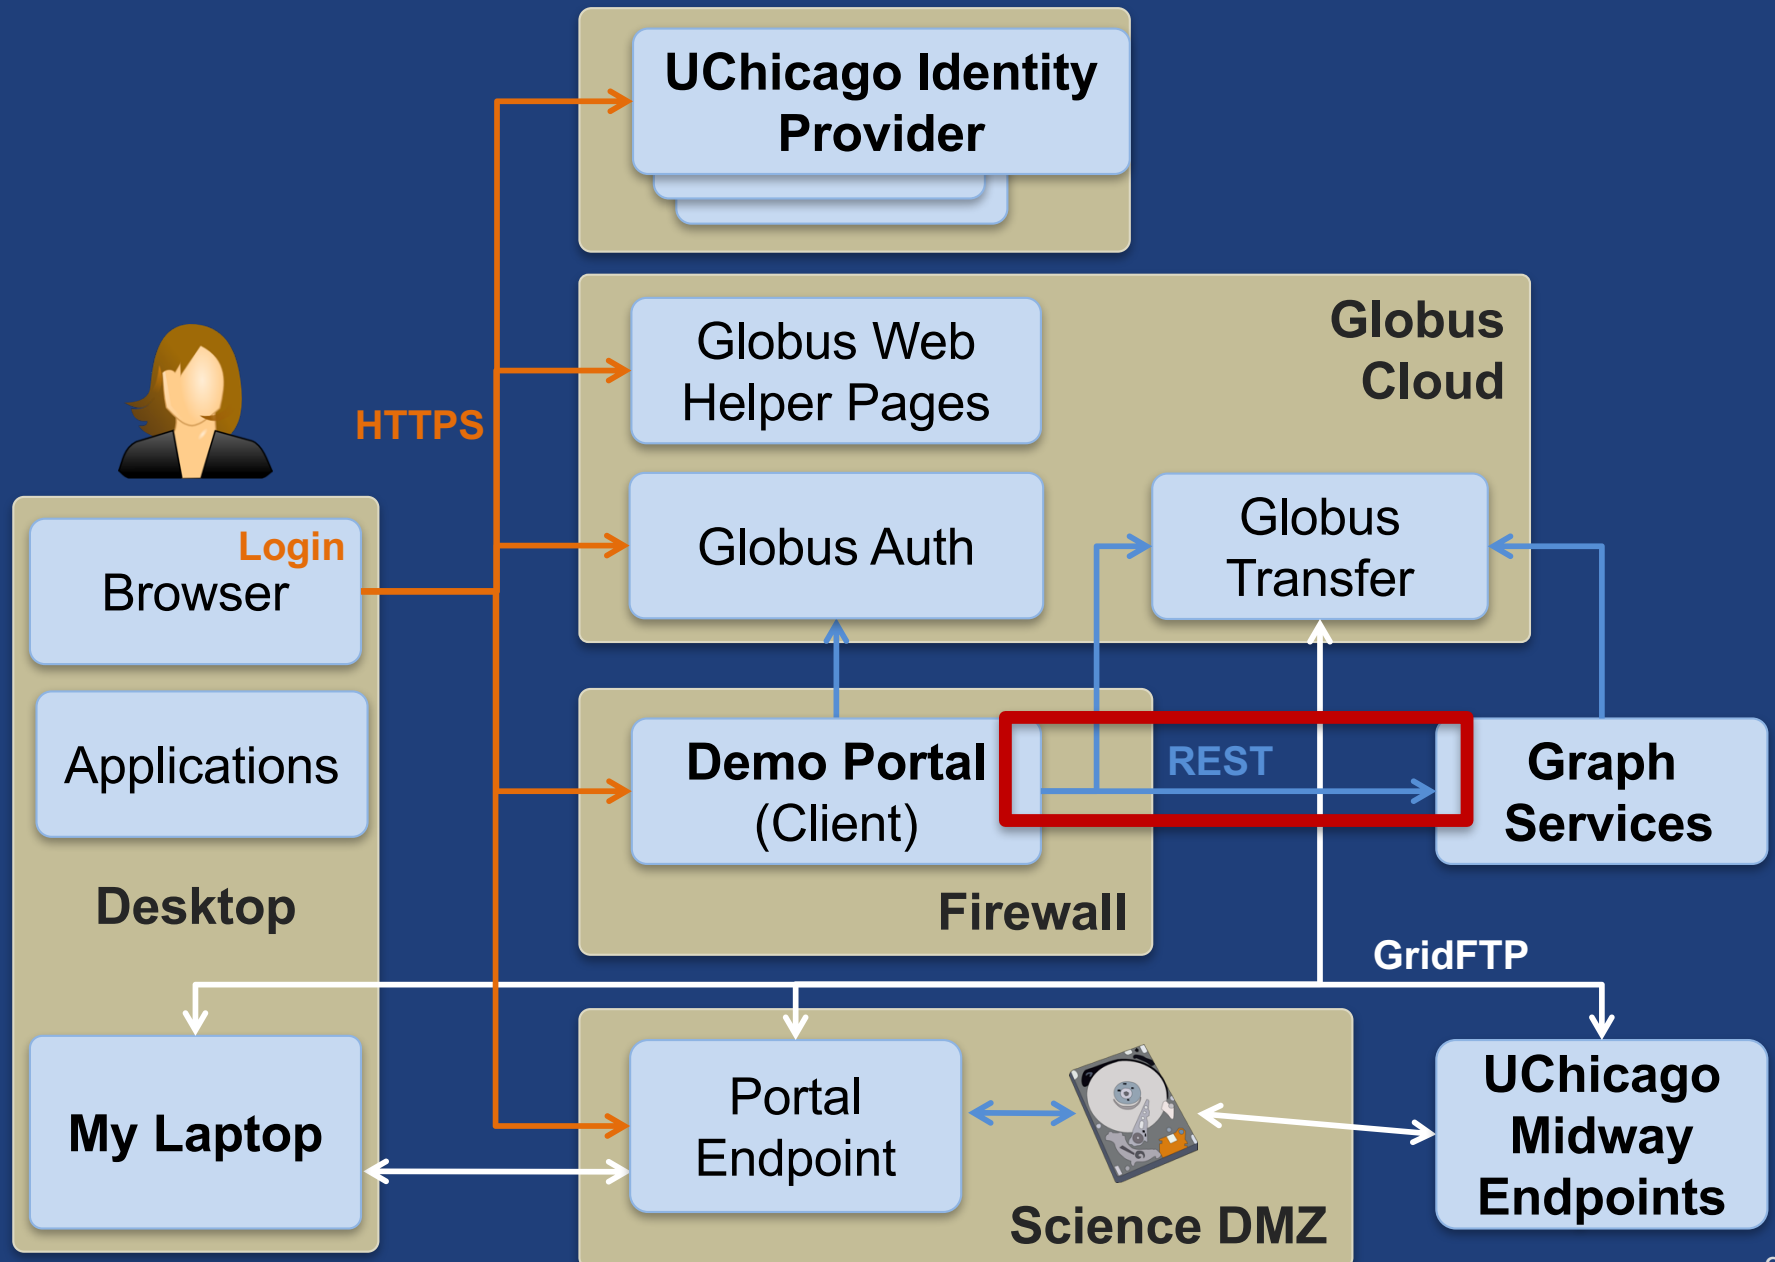 UChicago Identity
Provider
Globus Web
Helper Pages
Globus
Cloud
HTTPS
Globus Auth
Globus
Transfer
Login
Browser
Applications
Desktop
Demo Portal
(Client)
REST
Graph
Services
Firewall
GridFTP
My Laptop
Portal
Endpoint
Science DMZ
UChicago
Midway
Endpoints